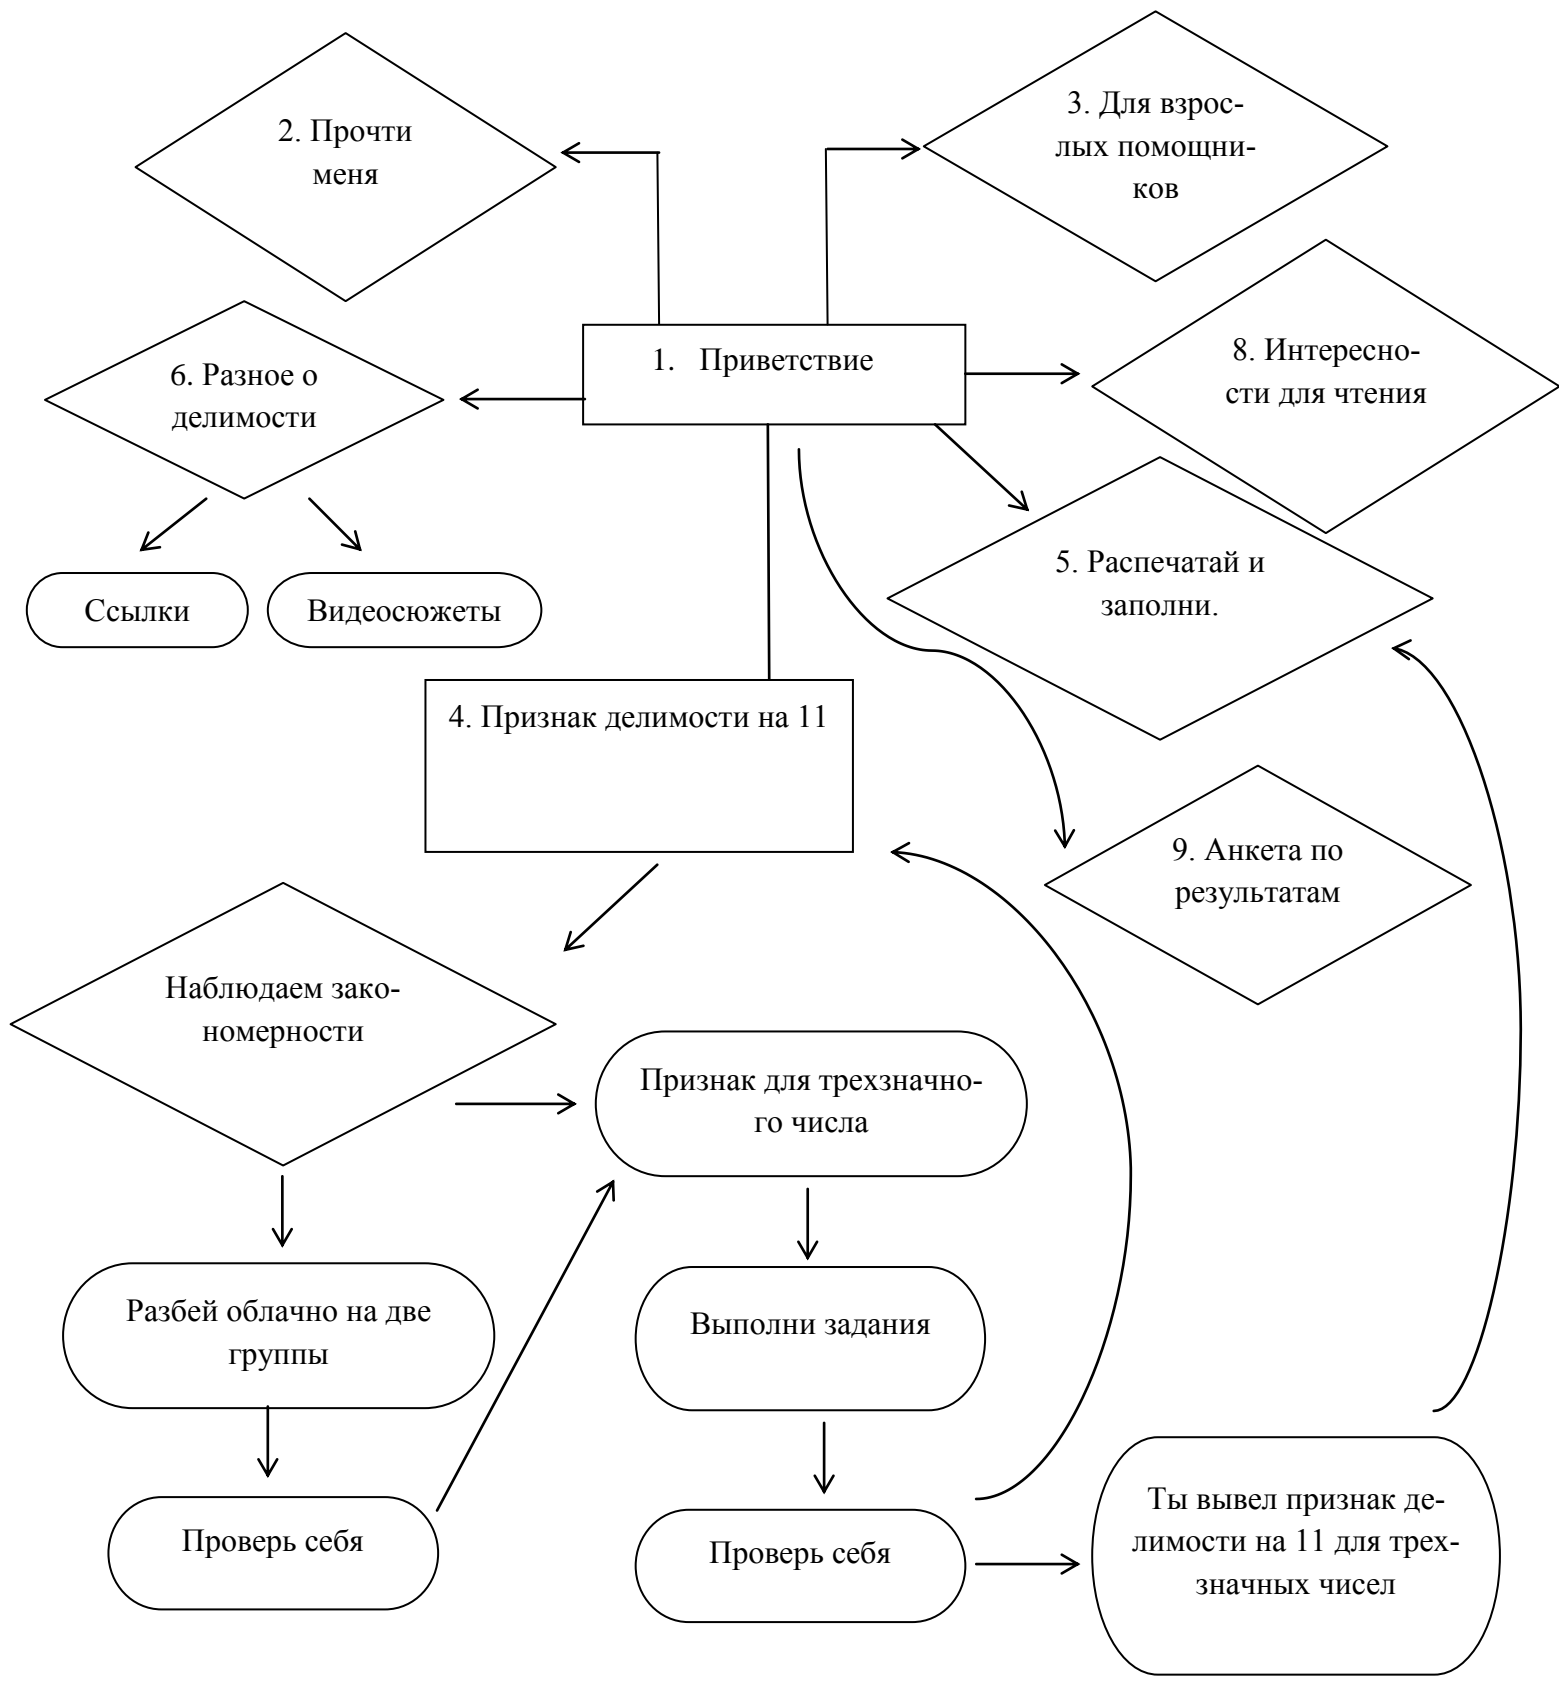 2. Прочти
меня
3. Для взрос-
лых помощни-
ков
1. Приветствие
8. Интересно-
сти для чтения
6. Разное о
делимости
5. Распечатай и
заполни.
Ссылки
Видеосюжеты
4. Признак делимости на 11
9. Анкета по
результатам
Наблюдаем зако-
номерности
Признак для трехзначно-
го числа
Разбей облачно на две
группы
Выполни задания
Проверь себя
Проверь себя
Ты вывел признак де-
лимости на 11 для трех-
значных чисел